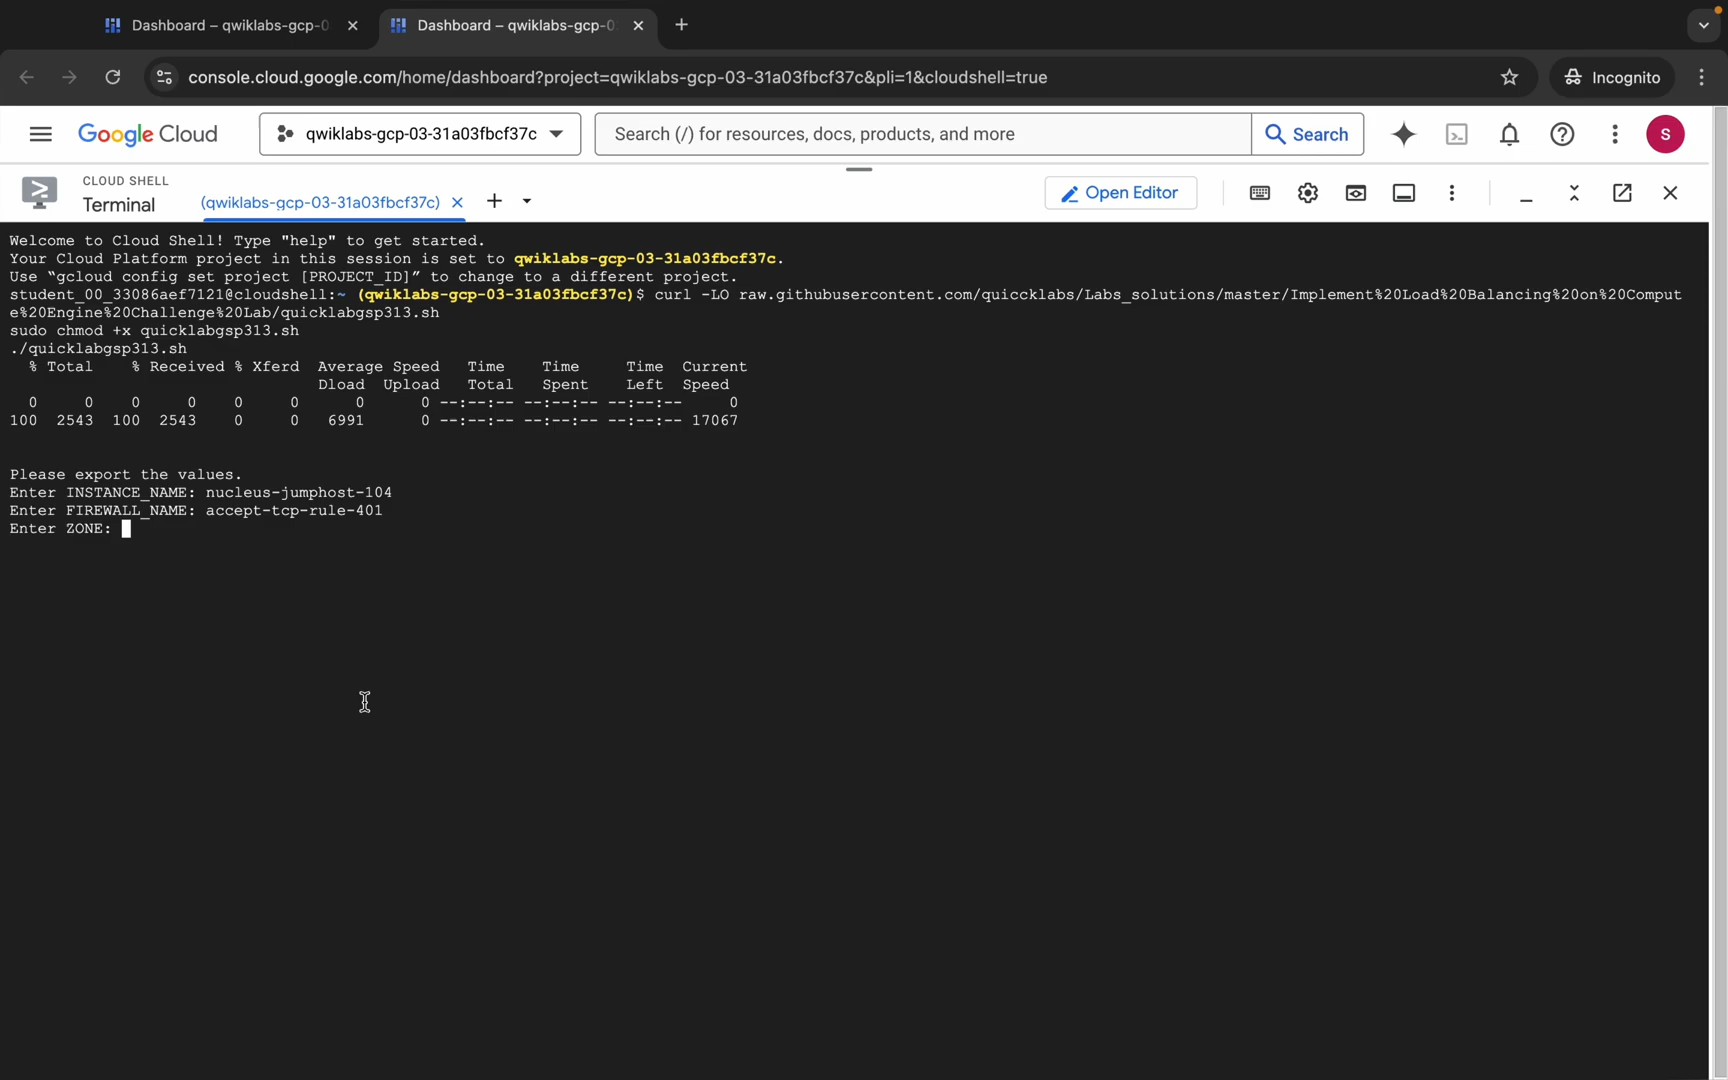 Dashboard – qwiklabs-gcp-0
Dashboard – qwiklabs-gcp-0
console.cloud.google.com/home/dashboard?project=qwiklabs-gcp-03-31a03fbcf37c&pli=1&cloudshell=true
Incognito
Google Cloud
qwiklabs-gcp-03-31a03fbcf37c
Search (/) for resources, docs, products, and more
Search
S
CLOUD SHELL
Terminal
(qwiklabs-gcp-03-31a03fbcf37c)
Open Editor
Welcome to Cloud Shell! Type "help" to get started.
Your Cloud Platform project in this session is set to qwiklabs-gcp-03-31a03fbcf37c.
Use “gcloud config set project [PROJECT_ID]” to change to a different project.
student_00_33086aef7121@cloudshell:~ (qwiklabs-gcp-03-31a03fbcf37c)$ curl -LO raw.githubusercontent.com/quiccklabs/Labs_solutions/master/Implement%20Load%20Balancing%20on%20Comput
e%20Engine%20Challenge%20Lab/quicklabgsp313.sh
sudo chmod +x quicklabgsp313.sh
./quicklabgsp313.sh
% Total % Received % Xferd Average Speed Time Time Time Current
Dload Upload Total Spent Left Speed
0 0 0 0 0 0 0 0 --:--:-- --:--:-- --:--:-- 0
100 2543 100 2543 0 0 6991 0 --:--:-- --:--:-- --:--:-- 17067
Please export the values.
Enter INSTANCE_NAME: nucleus-jumphost-104
Enter FIREWALL_NAME: accept-tcp-rule-401
Enter ZONE: